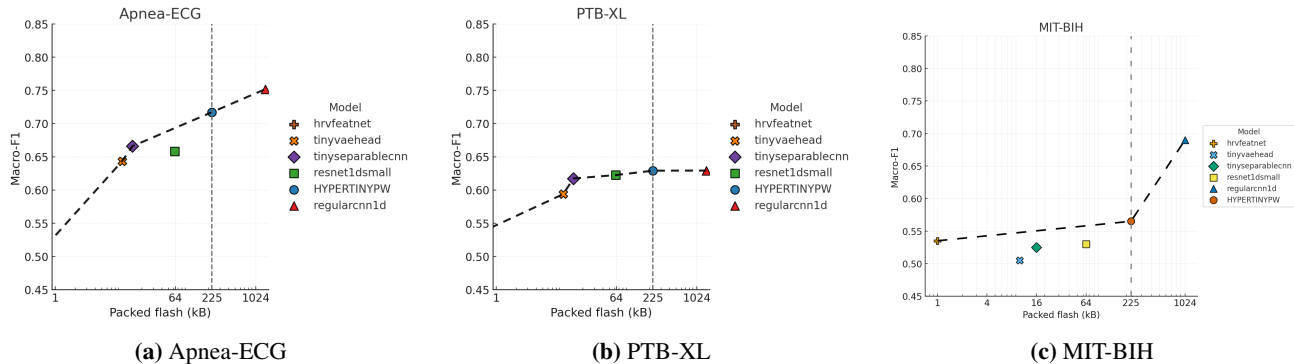 Apnea-ECG
0.85
0.80
0.75
0.70
0.65
0.60
0.55
0.50
0.45
Macro-F1
1
64
225
1024
Packed flash (kB)
Model
hrvfeatnet
tinyvaehead
tinyseparablecnn
resnet1dsmall
HYPERTINYPW
regularcnn1d
(a) Apnea-ECG
PTB-XL
0.85
0.80
0.75
0.70
0.65
0.60
0.55
0.50
0.45
Macro-F1
1
64
225
1024
Packed flash (kB)
Model
hrvfeatnet
tinyvaehead
tinyseparablecnn
resnet1dsmall
HYPERTINYPW
regularcnn1d
(b) PTB-XL
MIT-BIH
0.85
0.80
0.75
0.70
0.65
0.60
0.55
0.50
0.45
Macro-F1
1
4
16
64
225
1024
Packed flash (kB)
Model
hrvfeatnet
tinyvaehead
tinyseparablecnn
resnet1dsmall
regularcnn1d
HYPERTINYPW
(c) MIT-BIH